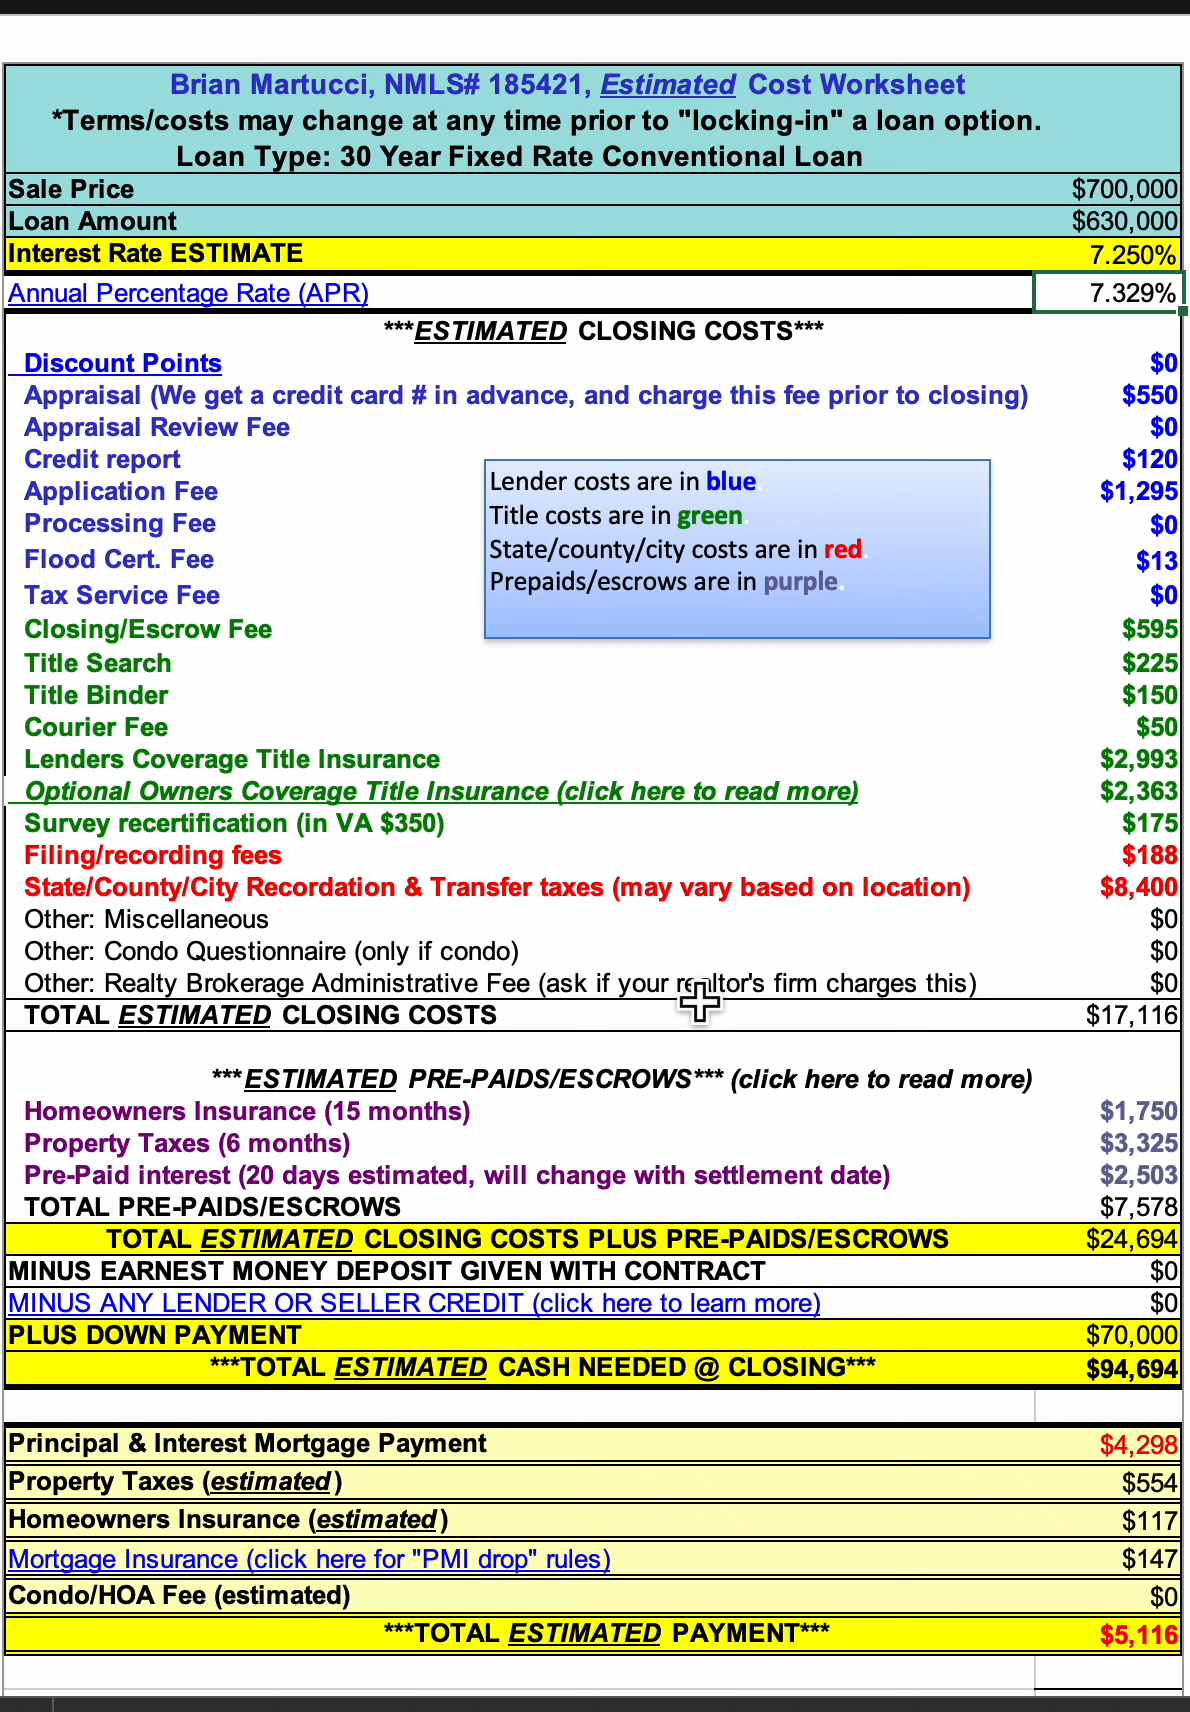 Brian Martucci, NMLS# 185421, Estimated Cost Worksheet
*Terms/costs may change at any time prior to "locking-in" a loan option.
Loan Type: 30 Year Fixed Rate Conventional Loan
Sale Price $700,000
Loan Amount $630,000
Interest Rate ESTIMATE 7.250%
Annual Percentage Rate (APR) 7.329%
***ESTIMATED CLOSING COSTS***
Discount Points $0
Appraisal (We get a credit card # in advance, and charge this fee prior to closing) $550
Appraisal Review Fee $0
Credit report $120
Application Fee $1,295
Processing Fee $0
Flood Cert. Fee $13
Tax Service Fee $0
Lender costs are in blue.
Title costs are in green.
State/county/city costs are in red.
Prepaids/escrows are in purple.
Closing/Escrow Fee $595
Title Search $225
Title Binder $150
Courier Fee $50
Lenders Coverage Title Insurance $2,993
Optional Owners Coverage Title Insurance (click here to read more) $2,363
Survey recertification (in VA $350) $175
Filing/recording fees $188
State/County/City Recordation & Transfer taxes (may vary based on location) $8,400
Other: Miscellaneous $0
Other: Condo Questionnaire (only if condo) $0
Other: Realty Brokerage Administrative Fee (ask if your realtor's firm charges this) $0
TOTAL ESTIMATED CLOSING COSTS $17,116
***ESTIMATED PRE-PAIDS/ESCROWS*** (click here to read more)
Homeowners Insurance (15 months) $1,750
Property Taxes (6 months) $3,325
Pre-Paid interest (20 days estimated, will change with settlement date) $2,503
TOTAL PRE-PAIDS/ESCROWS $7,578
TOTAL ESTIMATED CLOSING COSTS PLUS PRE-PAIDS/ESCROWS $24,694
MINUS EARNEST MONEY DEPOSIT GIVEN WITH CONTRACT $0
MINUS ANY LENDER OR SELLER CREDIT (click here to learn more) $0
PLUS DOWN PAYMENT $70,000
***TOTAL ESTIMATED CASH NEEDED @ CLOSING*** $94,694
Principal & Interest Mortgage Payment $4,298
Property Taxes (estimated) $554
Homeowners Insurance (estimated) $117
Mortgage Insurance (click here for "PMI drop" rules) $147
Condo/HOA Fee (estimated) $0
***TOTAL ESTIMATED PAYMENT*** $5,116